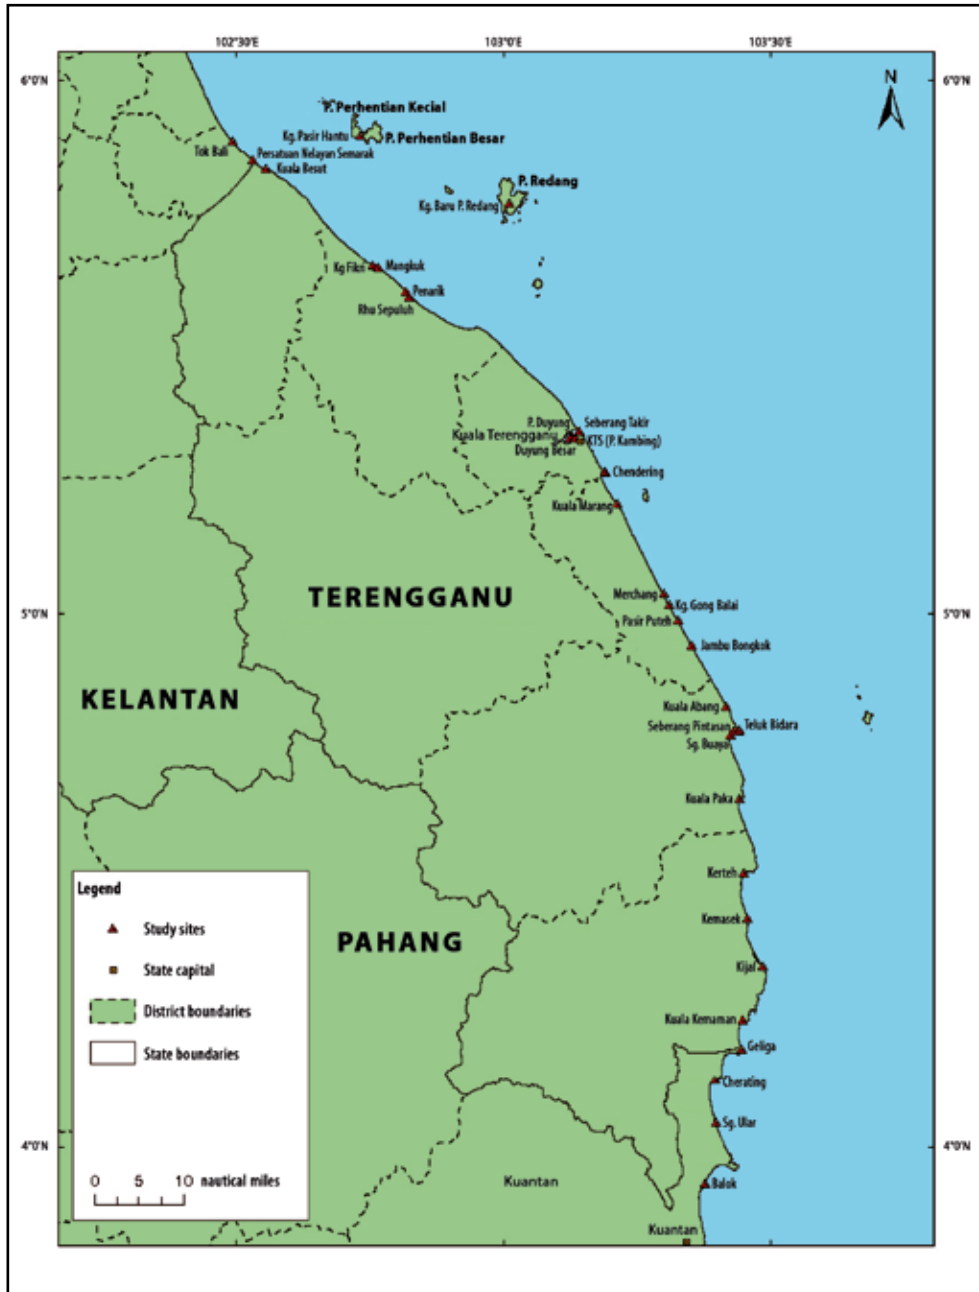 102°30'E
103°0'E
103°30'E
6°0'N
6°0'N
N
P. Perhentian Kecial
Kg. Pasir Hantu
P. Perhentian Besar
Tok Bali
Persatuan Nelayan Semarak
Kuala Besut
P. Redang
Kg. Baru P. Redang
Kg Fikri
Mangkuk
Penarik
Rhu Sepuluh
P. Duyung
Seberang Takir
Kuala Terengganu
KTS (P. Kambing)
Duyung Besar
Chendering
Kuala Marang
TERENGGANU
Merchang
Kg. Gong Balai
5°0'N
5°0'N
Pasir Puteh
Jambu Bongkok
KELANTAN
Kuala Abang
Seberang Pintasan
Teluk Bidara
Sg. Buaya
Kuala Paka
Kerteh
Legend
Study sites
Kemasek
PAHANG
State capital
Kijal
District boundaries
Kuala Kemaman
State boundaries
Geliga
Cherating
Sg. Ular
4°0'N
4°0'N
0 5 10 nautical miles
Kuantan
Balok
Kuantan